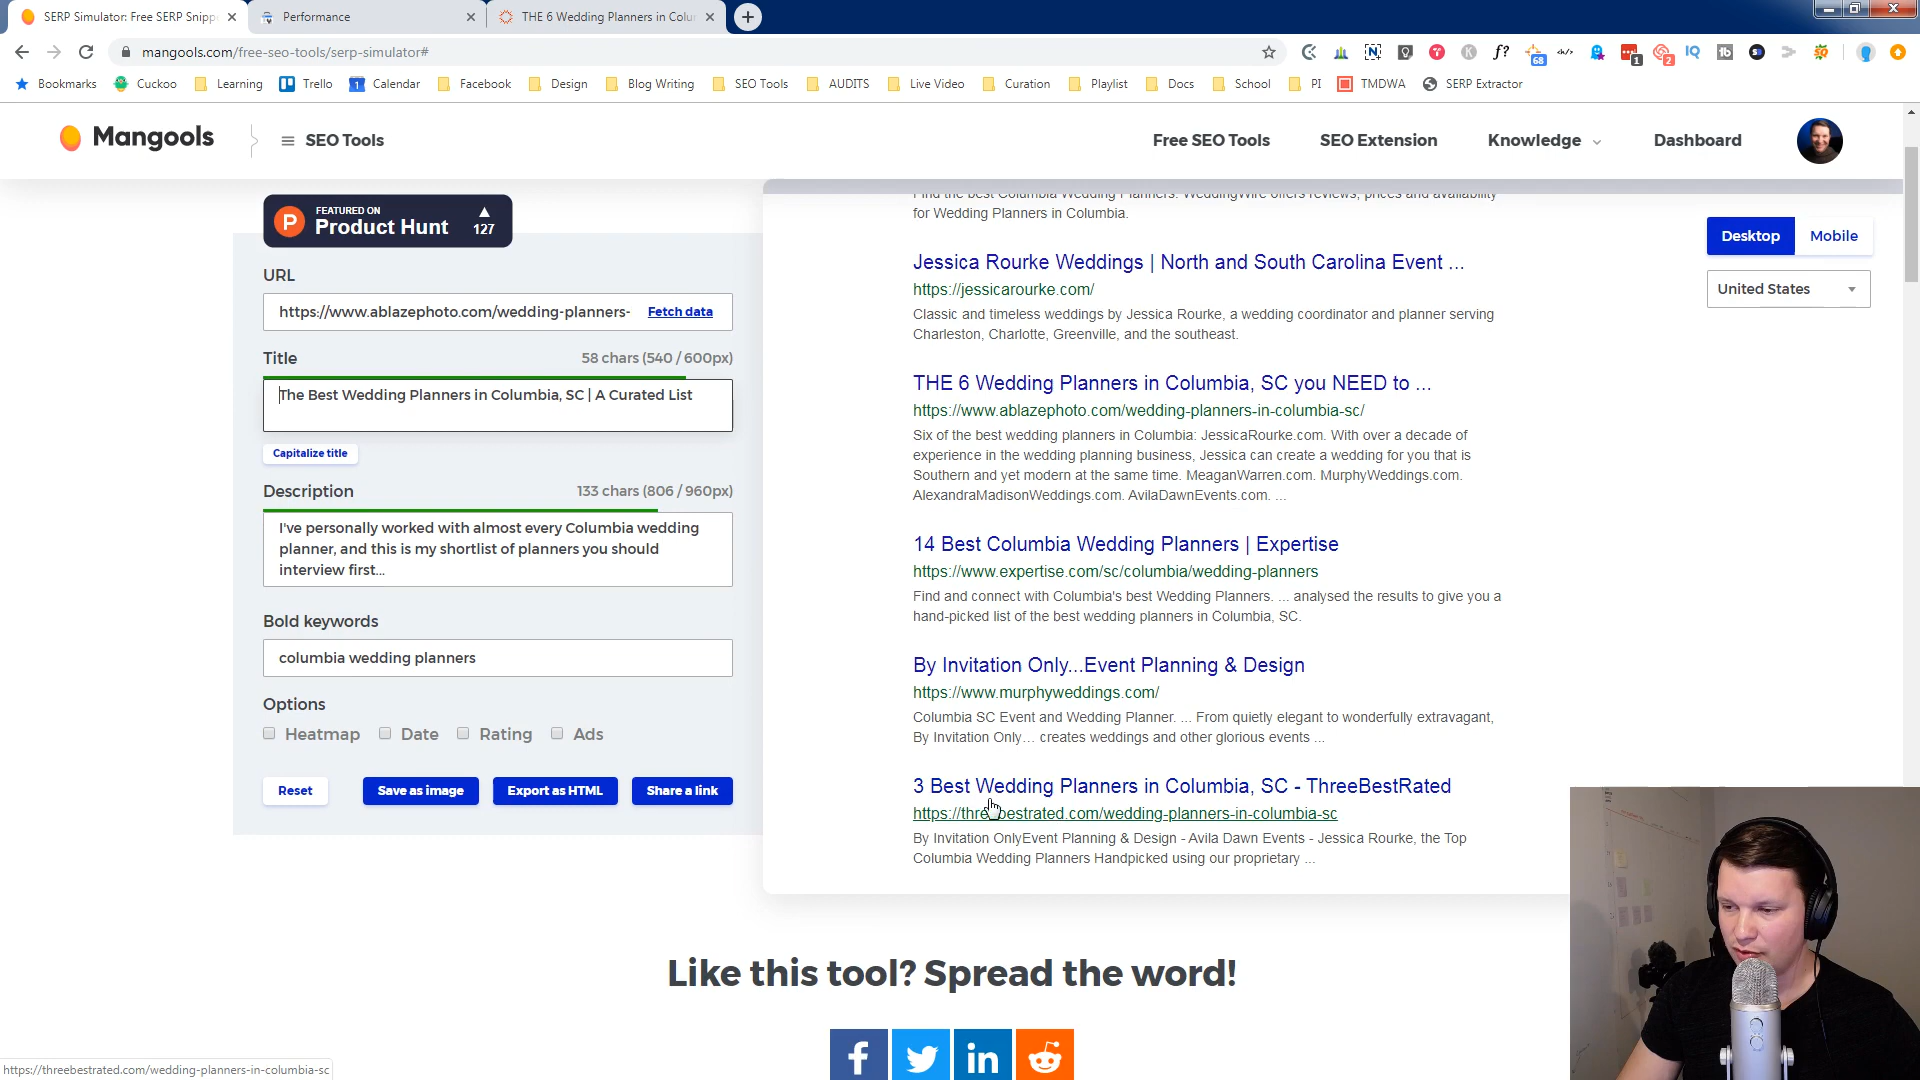 SERP Simulator: Free SERP Snipp
Performance
THE 6 Wedding Planners in Colu
mangools.com/free-seo-tools/serp-simulator#
68
1
2
Bookmarks
Cuckoo
Learning
Trello
Calendar
Facebook
Design
Blog Writing
SEO Tools
AUDITS
Live Video
Curation
Playlist
Docs
School
PI
TMDWA
SERP Extractor
Mangools
SEO Tools
Free SEO Tools
SEO Extension
Knowledge
Dashboard
FEATURED ON
Product Hunt
127
URL
https://www.ablazephoto.com/wedding-planners-
Fetch data
Title
58 chars (540 / 600px)
The Best Wedding Planners in Columbia, SC | A Curated List
Capitalize title
Description
133 chars (806 / 960px)
I've personally worked with almost every Columbia wedding
planner, and this is my shortlist of planners you should
interview first...
Bold keywords
columbia wedding planners
Options
Heatmap
Date
Rating
Ads
Reset
Save as image
Export as HTML
Share a link
Find the best Columbia Wedding Planners. WeddingWire offers reviews, prices and availability
for Wedding Planners in Columbia.
Jessica Rourke Weddings | North and South Carolina Event ...
https://jessicarourke.com/
Classic and timeless weddings by Jessica Rourke, a wedding coordinator and planner serving
Charleston, Charlotte, Greenville, and the southeast.
THE 6 Wedding Planners in Columbia, SC you NEED to ...
https://www.ablazephoto.com/wedding-planners-in-columbia-sc/
Six of the best wedding planners in Columbia: JessicaRourke.com. With over a decade of
experience in the wedding planning business, Jessica can create a wedding for you that is
Southern and yet modern at the same time. MeaganWarren.com. MurphyWeddings.com.
AlexandraMadisonWeddings.com. AvilaDawnEvents.com. ...
14 Best Columbia Wedding Planners | Expertise
https://www.expertise.com/sc/columbia/wedding-planners
Find and connect with Columbia's best Wedding Planners. ... analysed the results to give you a
hand-picked list of the best wedding planners in Columbia, SC.
By Invitation Only...Event Planning & Design
https://www.murphyweddings.com/
Columbia SC Event and Wedding Planner. ... From quietly elegant to wonderfully extravagant,
By Invitation Only... creates weddings and other glorious events ...
3 Best Wedding Planners in Columbia, SC - ThreeBestRated
https://threebestrated.com/wedding-planners-in-columbia-sc
By Invitation OnlyEvent Planning & Design - Avila Dawn Events - Jessica Rourke, the Top
Columbia Wedding Planners Handpicked using our proprietary ...
Desktop
Mobile
United States
Like this tool? Spread the word!
https://threebestrated.com/wedding-planners-in-columbia-sc